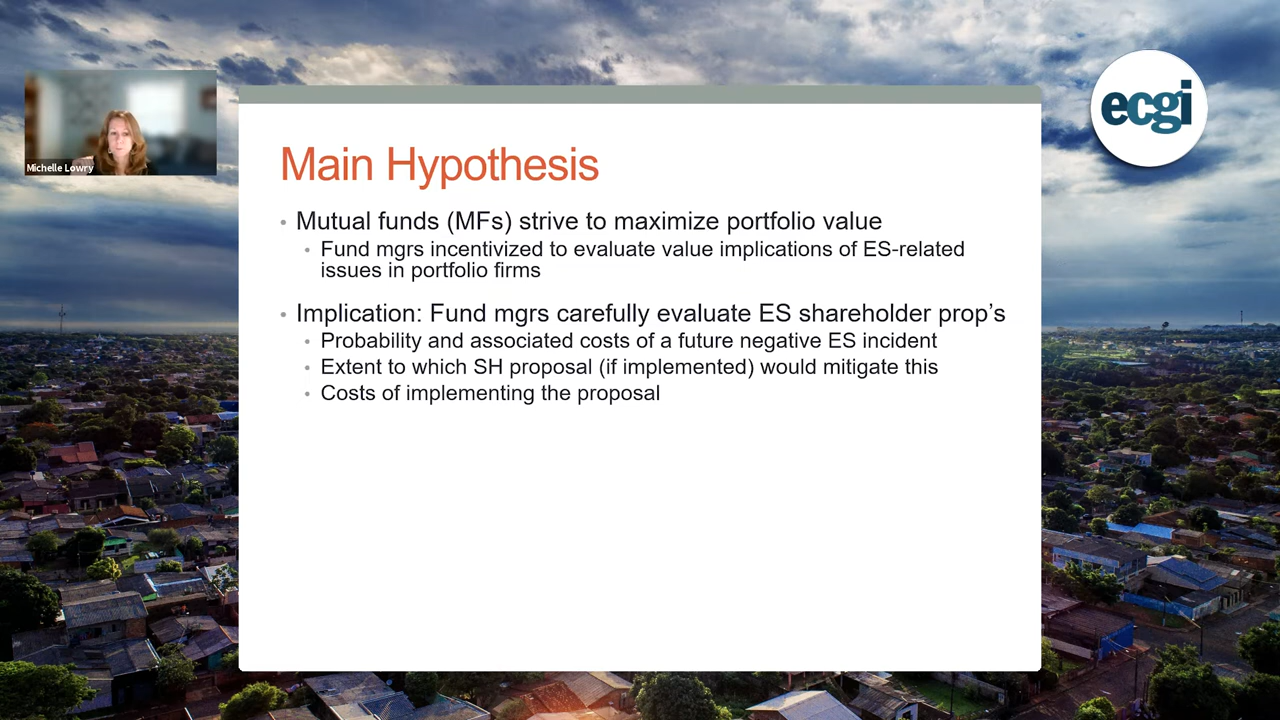 Michelle Lowry
ecgi
Main Hypothesis
• Mutual funds (MFs) strive to maximize portfolio value
• Fund mgrs incentivized to evaluate value implications of ES-related
issues in portfolio firms
• Implication: Fund mgrs carefully evaluate ES shareholder prop’s
• Probability and associated costs of a future negative ES incident
• Extent to which SH proposal (if implemented) would mitigate this
• Costs of implementing the proposal